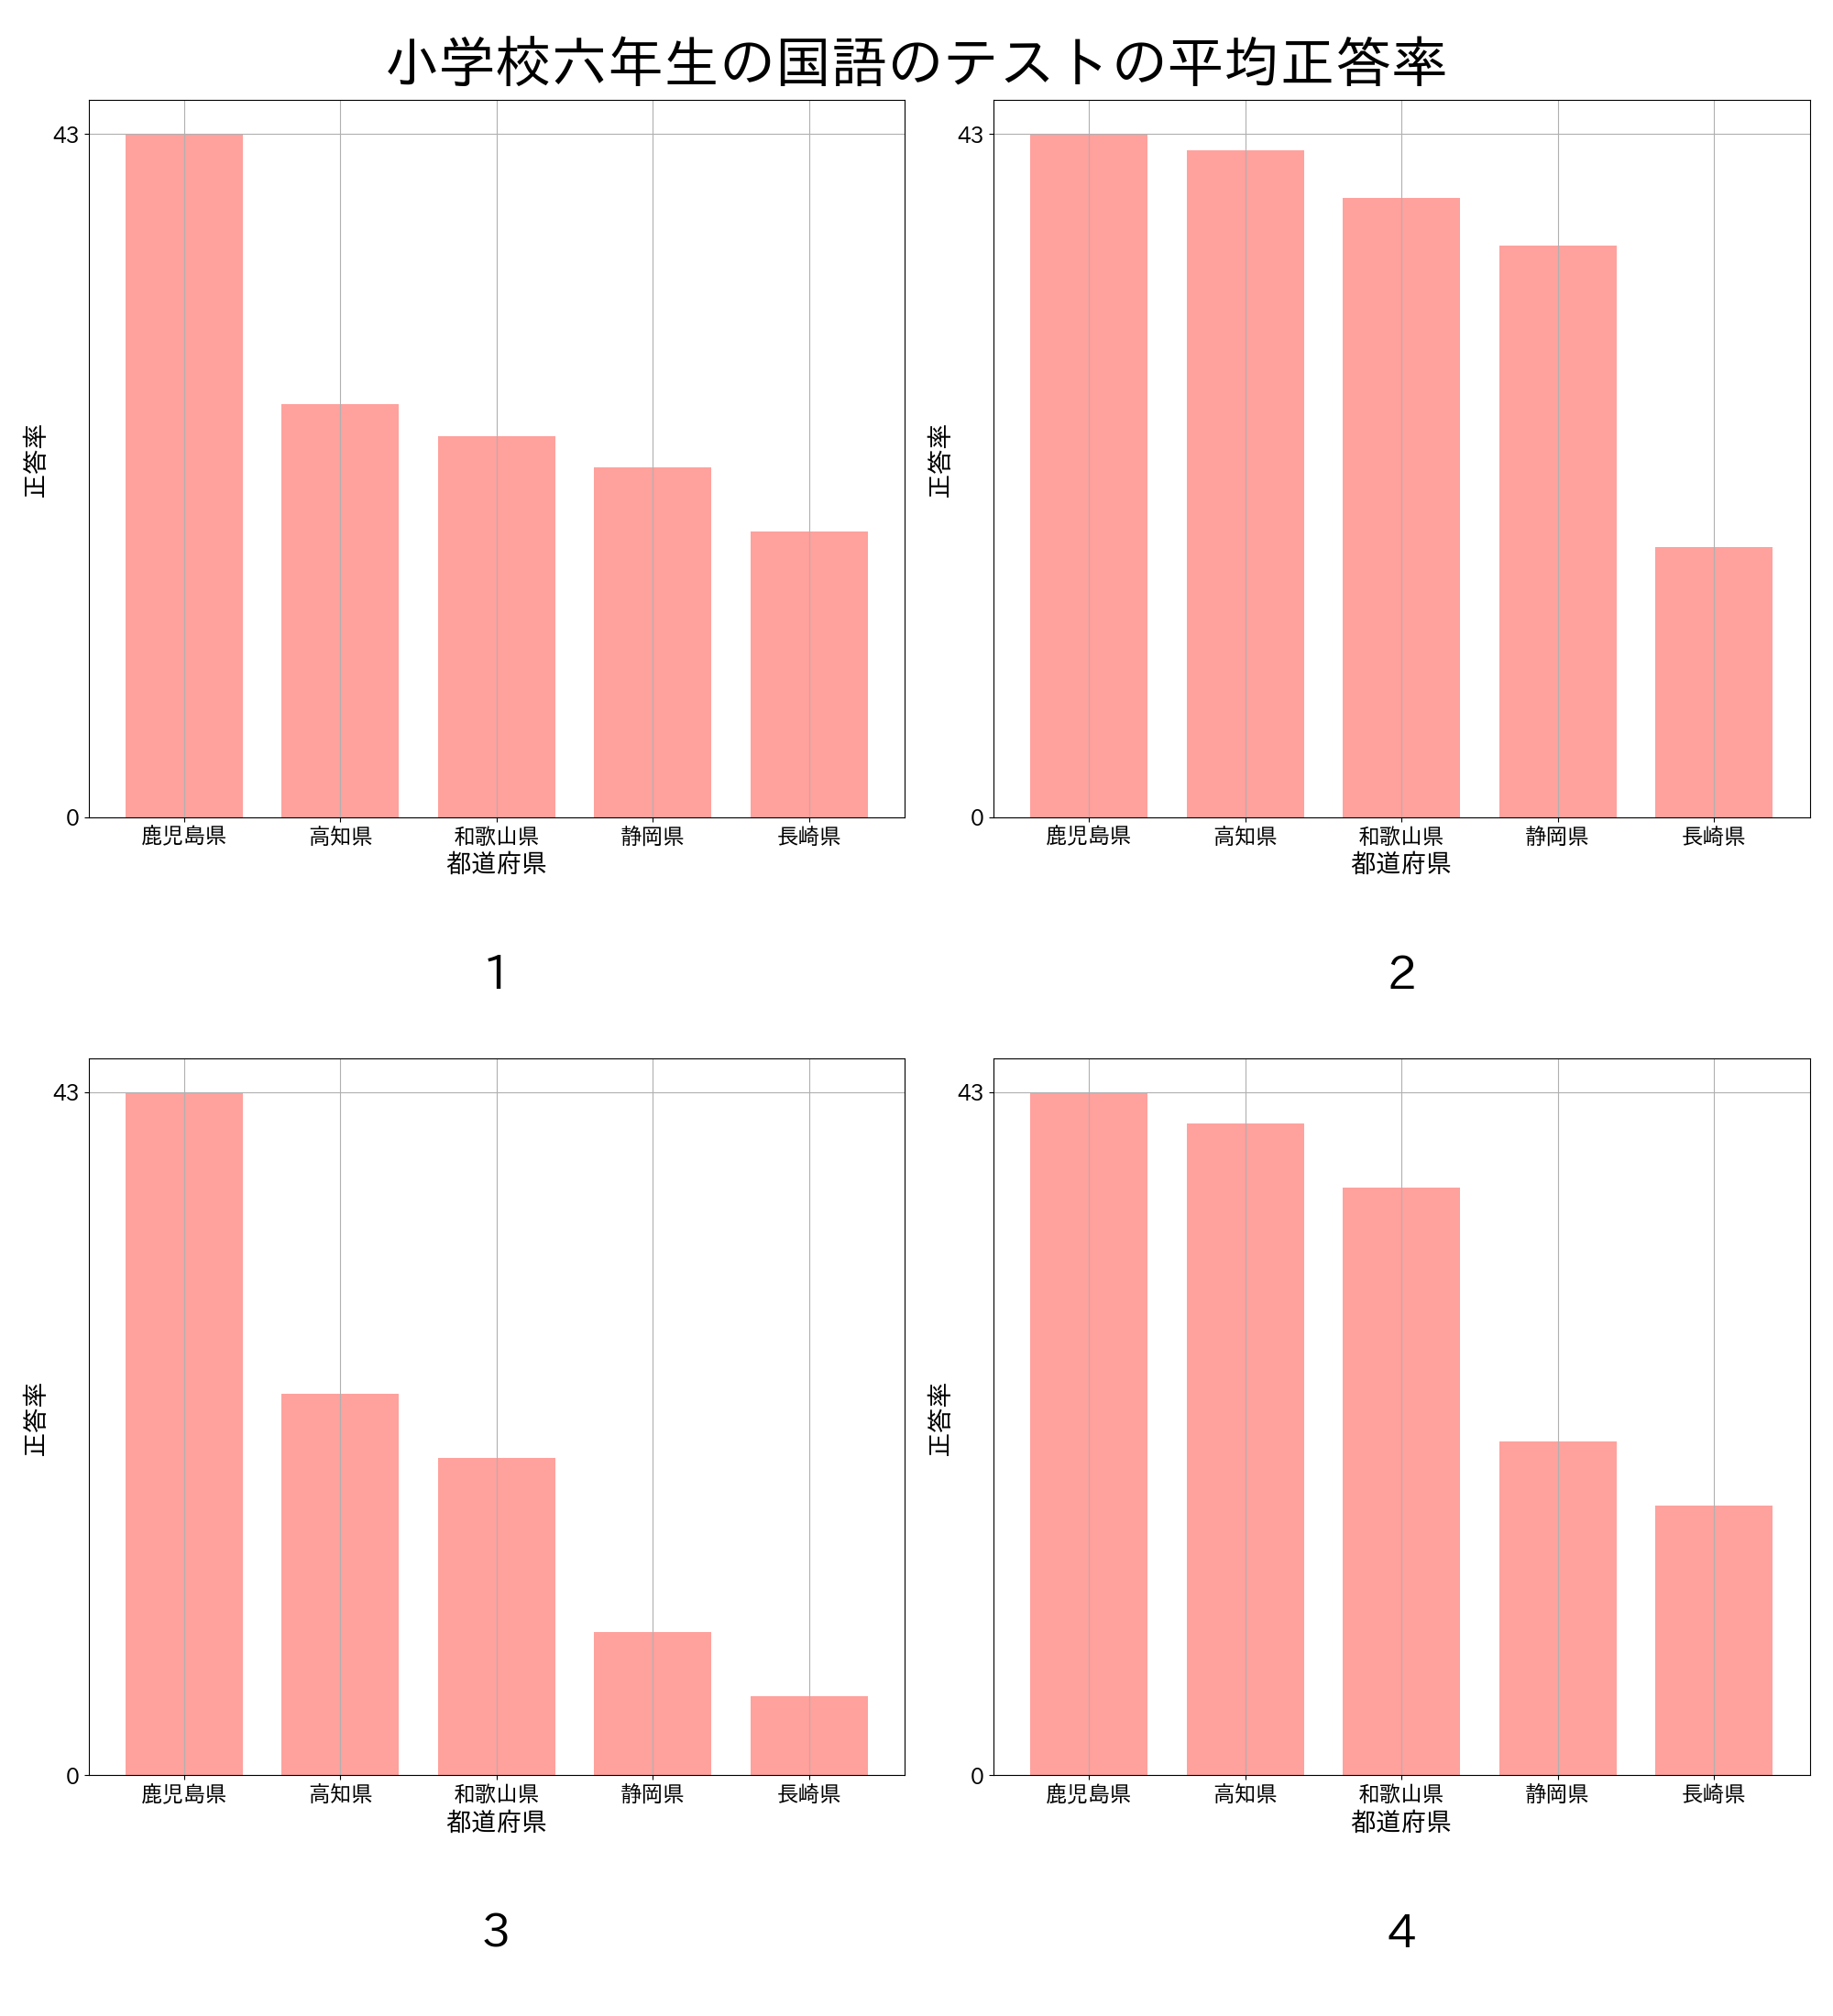 小学校六年生の国語のテストの平均正答率
43
正答率
0
鹿児島県 高知県 和歌山県 静岡県 長崎県
都道府県
1
43
正答率
0
鹿児島県 高知県 和歌山県 静岡県 長崎県
都道府県
2
43
正答率
0
鹿児島県 高知県 和歌山県 静岡県 長崎県
都道府県
3
43
正答率
0
鹿児島県 高知県 和歌山県 静岡県 長崎県
都道府県
4